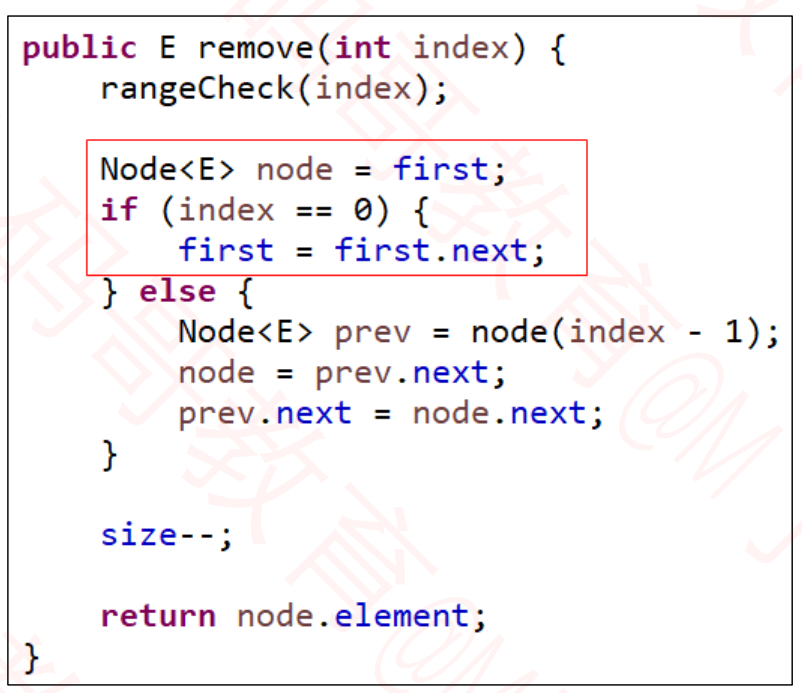 public E remove(int index) {
    rangeCheck(index);

    Node<E> node = first;
    if (index == 0) {
        first = first.next;
    } else {
        Node<E> prev = node(index - 1);
        node = prev.next;
        prev.next = node.next;
    }

    size--;

    return node.element;
}